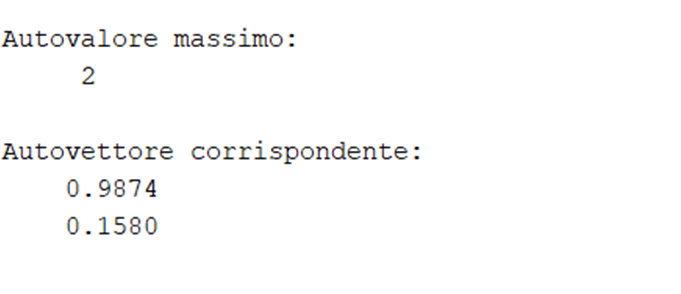 Autovalore massimo:
2
Autovettore corrispondente:
0.9874
0.1580